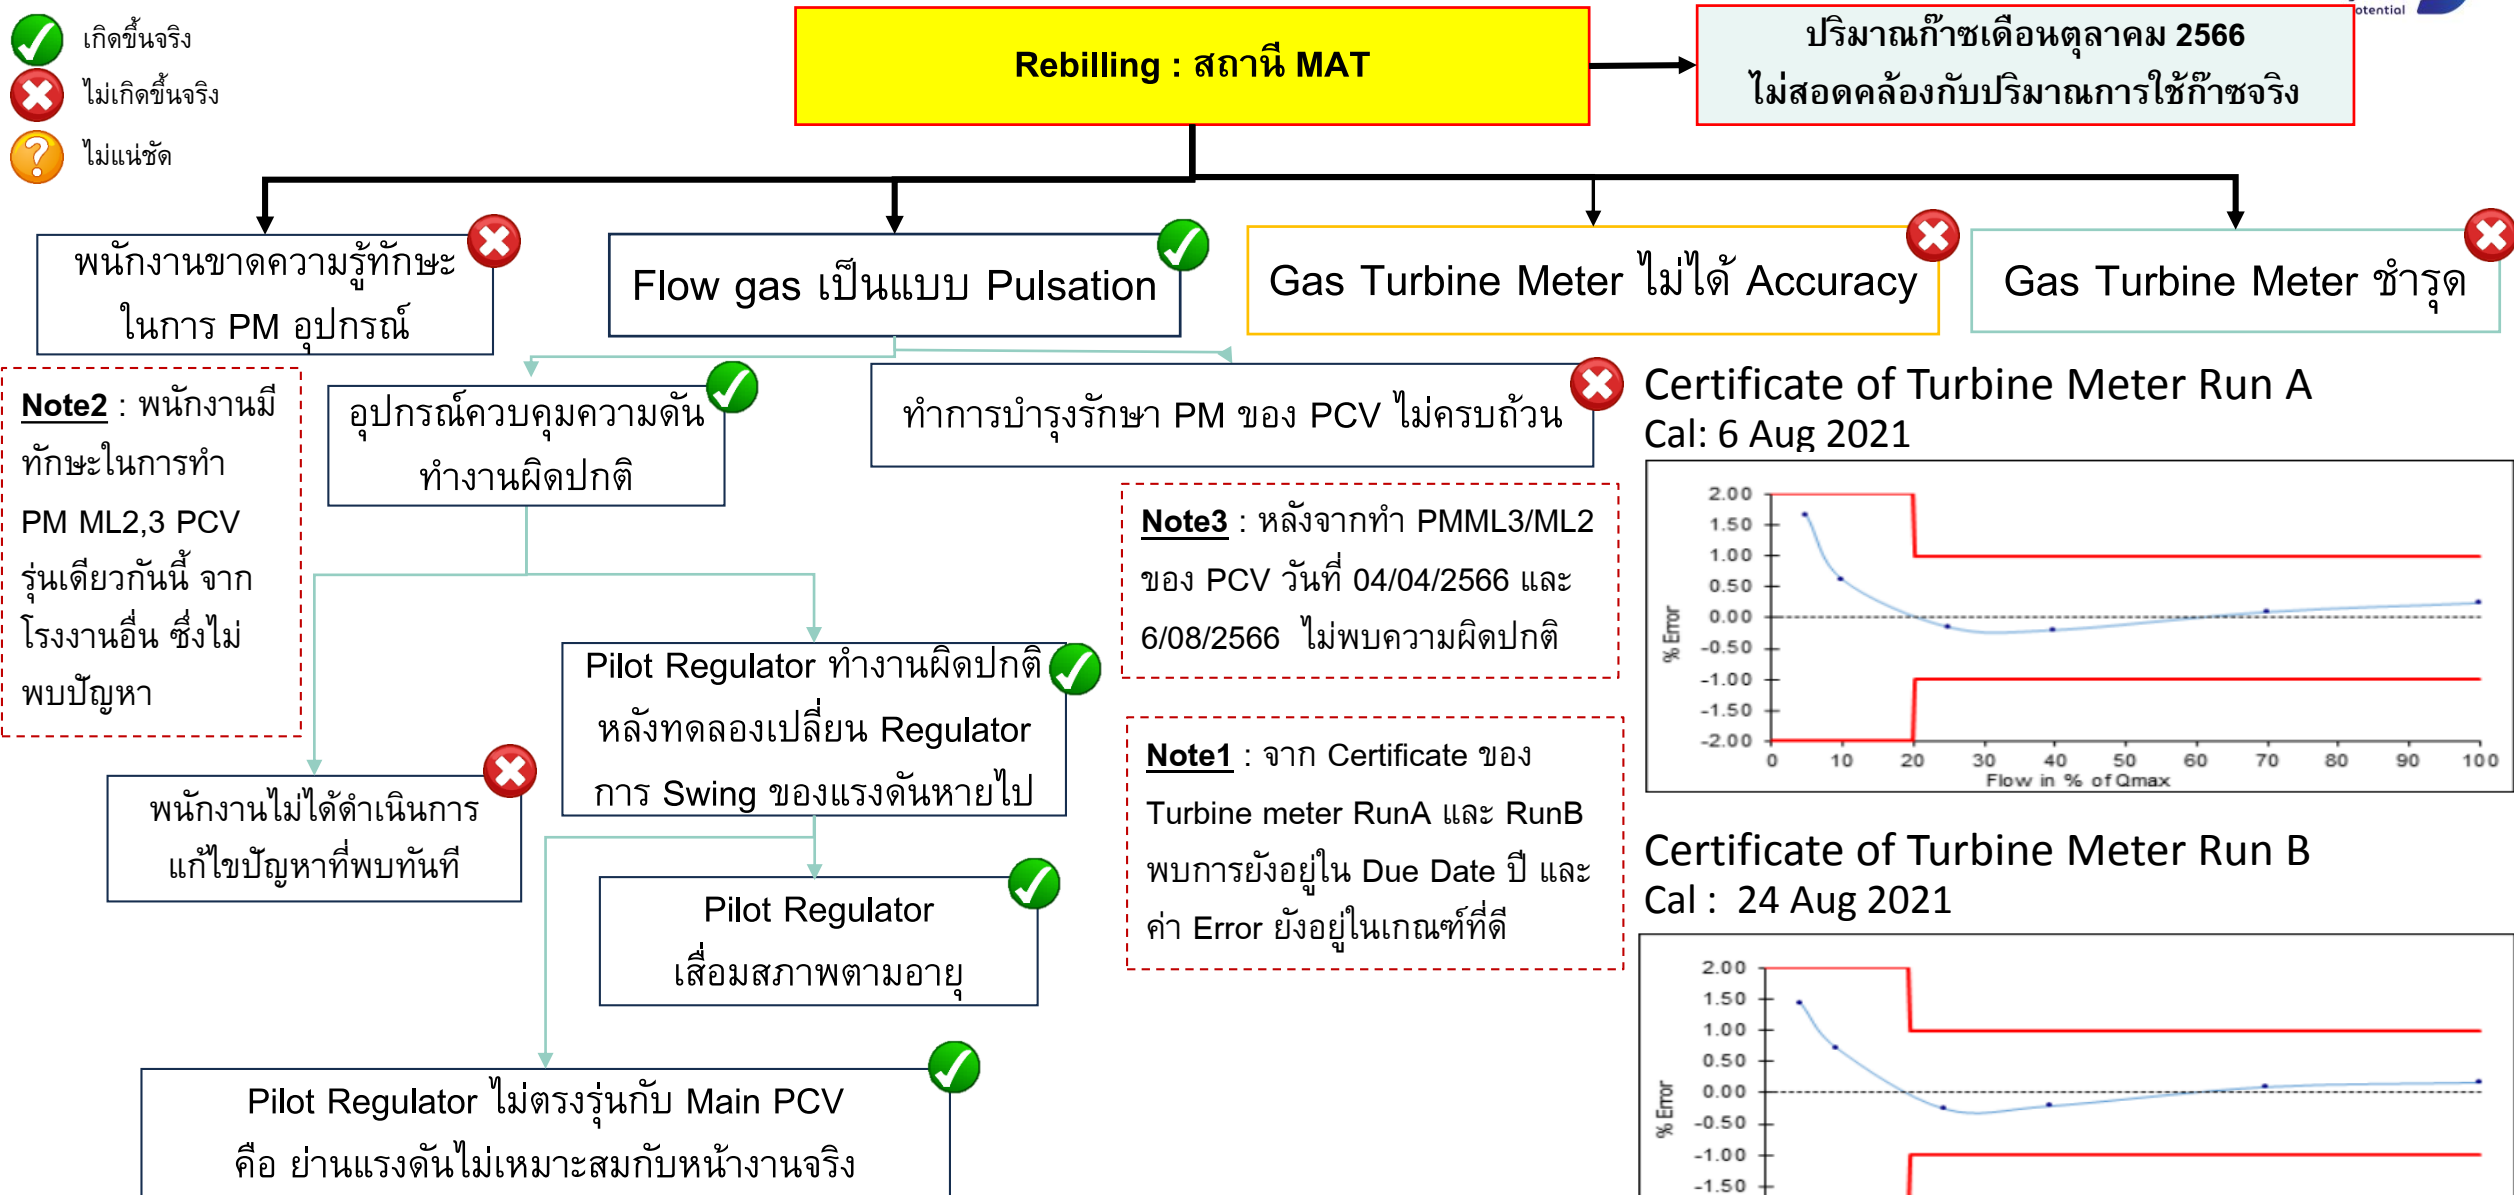 เกิดขึ้นจริง
ไม่เกิดขึ้นจริง
ไม่แน่ชัด
Rebilling : สถานี MAT
ปริมาณก๊าซเดือนตุลาคม 2566
ไม่สอดคล้องกับปริมาณการใช้ก๊าซจริง
otential
พนักงานขาดความรู้ทักษะ
ในการ PM อุปกรณ์
Flow gas เป็นแบบ Pulsation
Gas Turbine Meter ไม่ได้ Accuracy
Gas Turbine Meter ชำรุด
Note2 : พนักงานมี
ทักษะในการทำ
PM ML2,3 PCV
รุ่นเดียวกันนี้ จาก
โรงงานอื่น ซึ่งไม่
พบปัญหา
อุปกรณ์ควบคุมความดัน
ทำงานผิดปกติ
ทำการบำรุงรักษา PM ของ PCV ไม่ครบถ้วน
Note3 : หลังจากทำ PMML3/ML2
ของ PCV วันที่ 04/04/2566 และ
6/08/2566 ไม่พบความผิดปกติ
Pilot Regulator ทำงานผิดปกติ
หลังทดลองเปลี่ยน Regulator
การ Swing ของแรงดันหายไป
Note1 : จาก Certificate ของ
Turbine meter RunA และ RunB
พบการยังอยู่ใน Due Date ปี และ
ค่า Error ยังอยู่ในเกณฑ์ที่ดี
พนักงานไม่ได้ดำเนินการ
แก้ไขปัญหาที่พบทันที
Pilot Regulator
เสื่อมสภาพตามอายุ
Pilot Regulator ไม่ตรงรุ่นกับ Main PCV
คือ ย่านแรงดันไม่เหมาะสมกับหน้างานจริง
Certificate of Turbine Meter Run A
Cal: 6 Aug 2021
2.00
1.50
1.00
0.50
0.00
-0.50
-1.00
-1.50
-2.00
% Error
0 10 20 30 40 50 60 70 80 90 100
Flow in % of Qmax
Certificate of Turbine Meter Run B
Cal : 24 Aug 2021
2.00
1.50
1.00
0.50
0.00
-0.50
-1.00
-1.50
% Error